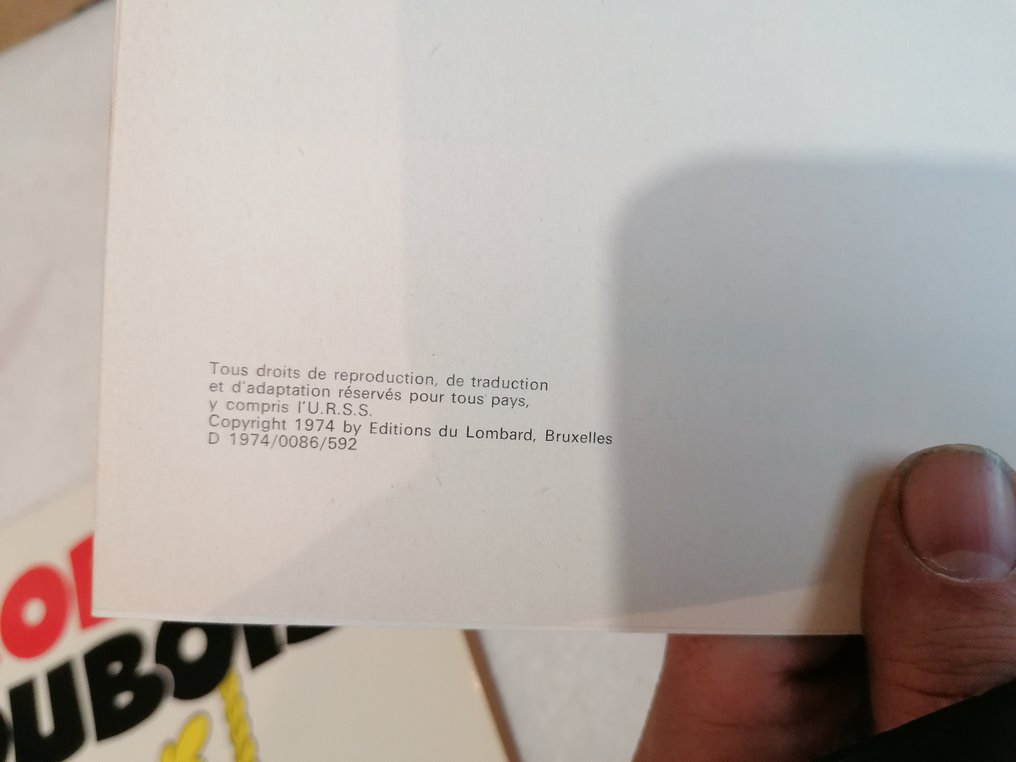 Tous droits de reproduction, de traduction
et d'adaptation réservés pour tous pays,
y compris l'U.R.S.S.
Copyright 1974 by Editions du Lombard, Bruxelles
D 1974/0086/592